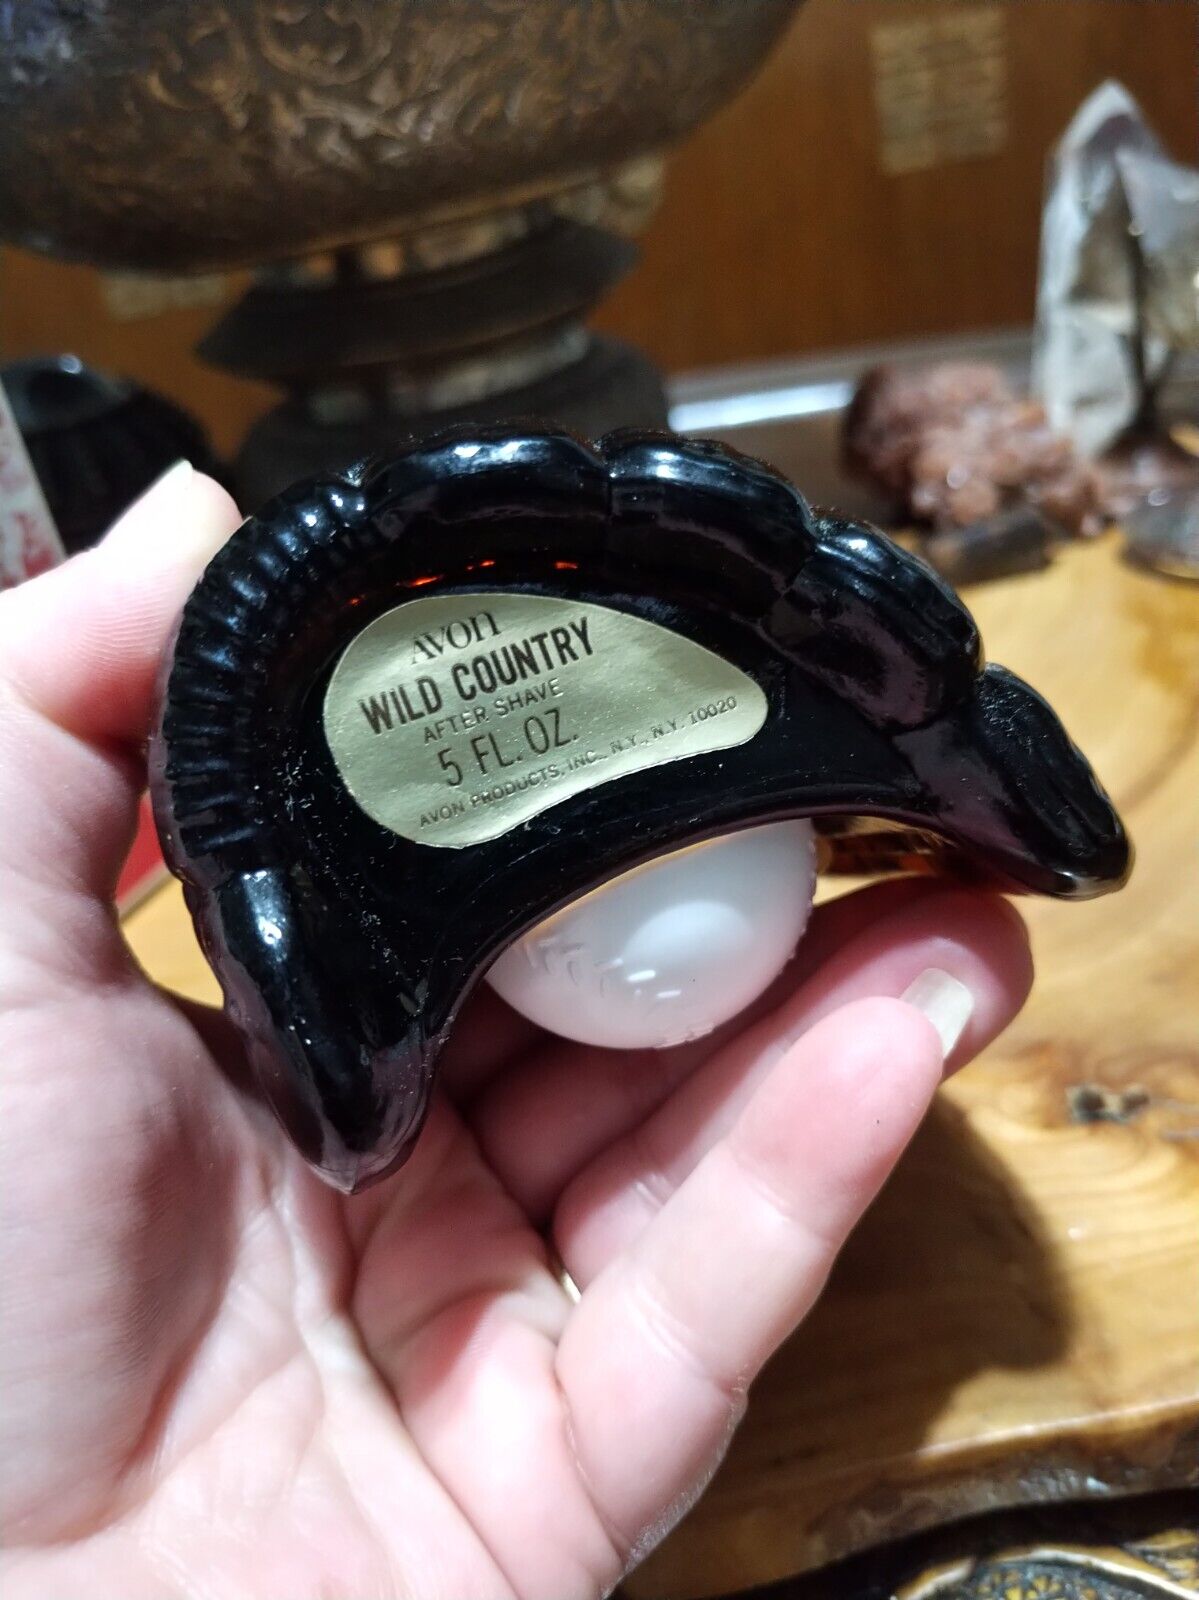 AVON
WILD COUNTRY
AFTER SHAVE
5 FL. OZ.
AVON PRODUCTS, INC., N.Y., N.Y. 10020